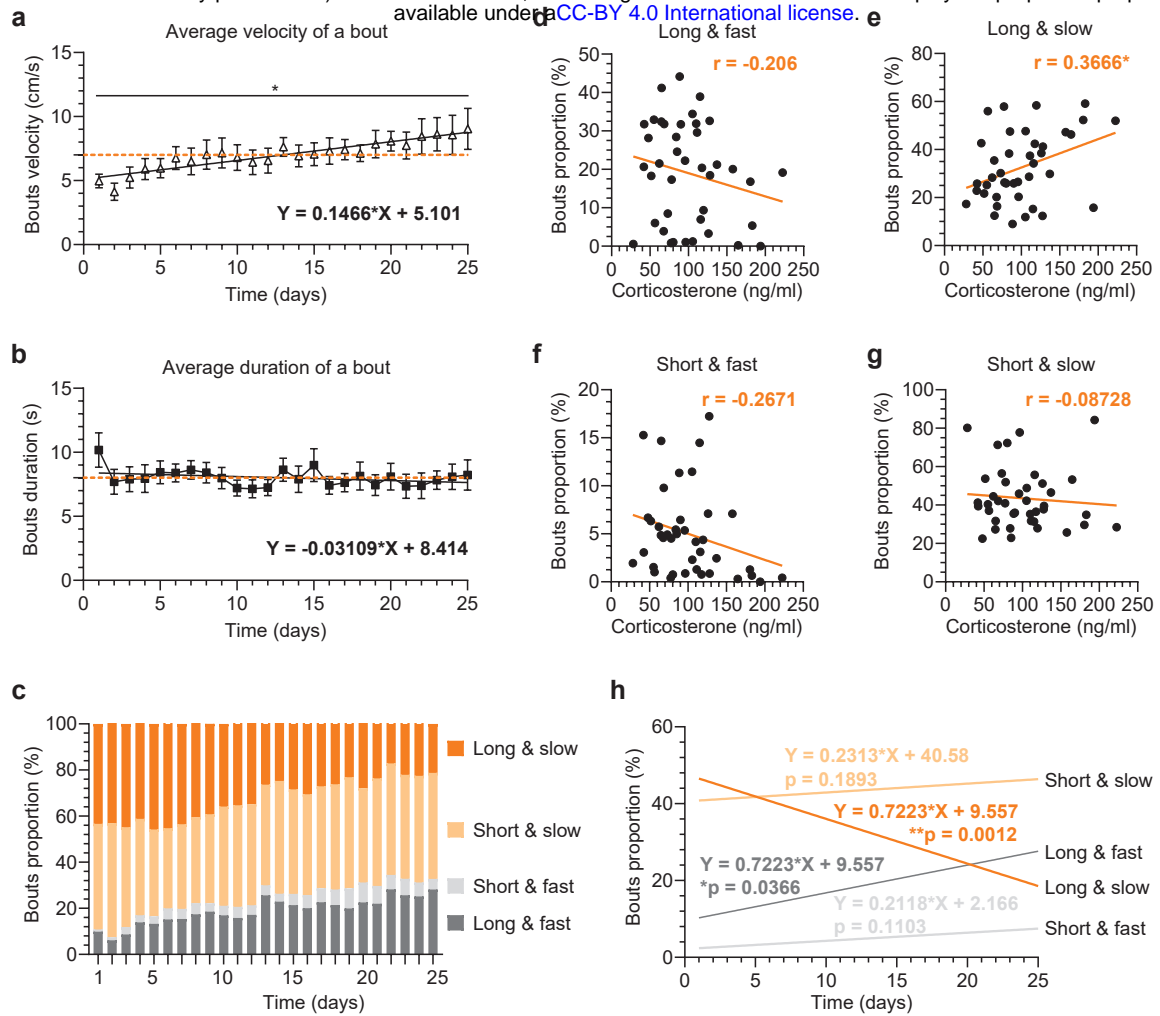 available under aCC-BY 4.0 International license.
a
Average velocity of a bout
Bouts velocity (cm/s)
15
10
5
0
*
Y = 0.1466*X + 5.101
0 5 10 15 20 25
Time (days)
d
Long & fast
r = -0.206
Bouts proportion (%)
50
40
30
20
10
0
0 50 100 150 200 250
Corticosterone (ng/ml)
e
Long & slow
r = 0.3666*
Bouts proportion (%)
80
60
40
20
0
0 50 100 150 200 250
Corticosterone (ng/ml)
b
Average duration of a bout
Bouts duration (s)
15
10
5
0
Y = -0.03109*X + 8.414
0 5 10 15 20 25
Time (days)
f
Short & fast
r = -0.2671
Bouts proportion (%)
20
15
10
5
0
0 50 100 150 200 250
Corticosterone (ng/ml)
g
Short & slow
r = -0.08728
Bouts proportion (%)
100
80
60
40
20
0
0 50 100 150 200 250
Corticosterone (ng/ml)
c
Bouts proportion (%)
100
80
60
40
20
0
1 5 10 15 20 25
Time (days)
Long & slow
Short & slow
Short & fast
Long & fast
h
Bouts proportion (%)
60
40
20
0
Y = 0.2313*X + 40.58
p = 0.1893
Y = 0.7223*X + 9.557
**p = 0.0012
Y = 0.7223*X + 9.557
*p = 0.0366
Y = 0.2118*X + 2.166
p = 0.1103
Short & slow
Long & fast
Long & slow
Short & fast
0 5 10 15 20 25
Time (days)